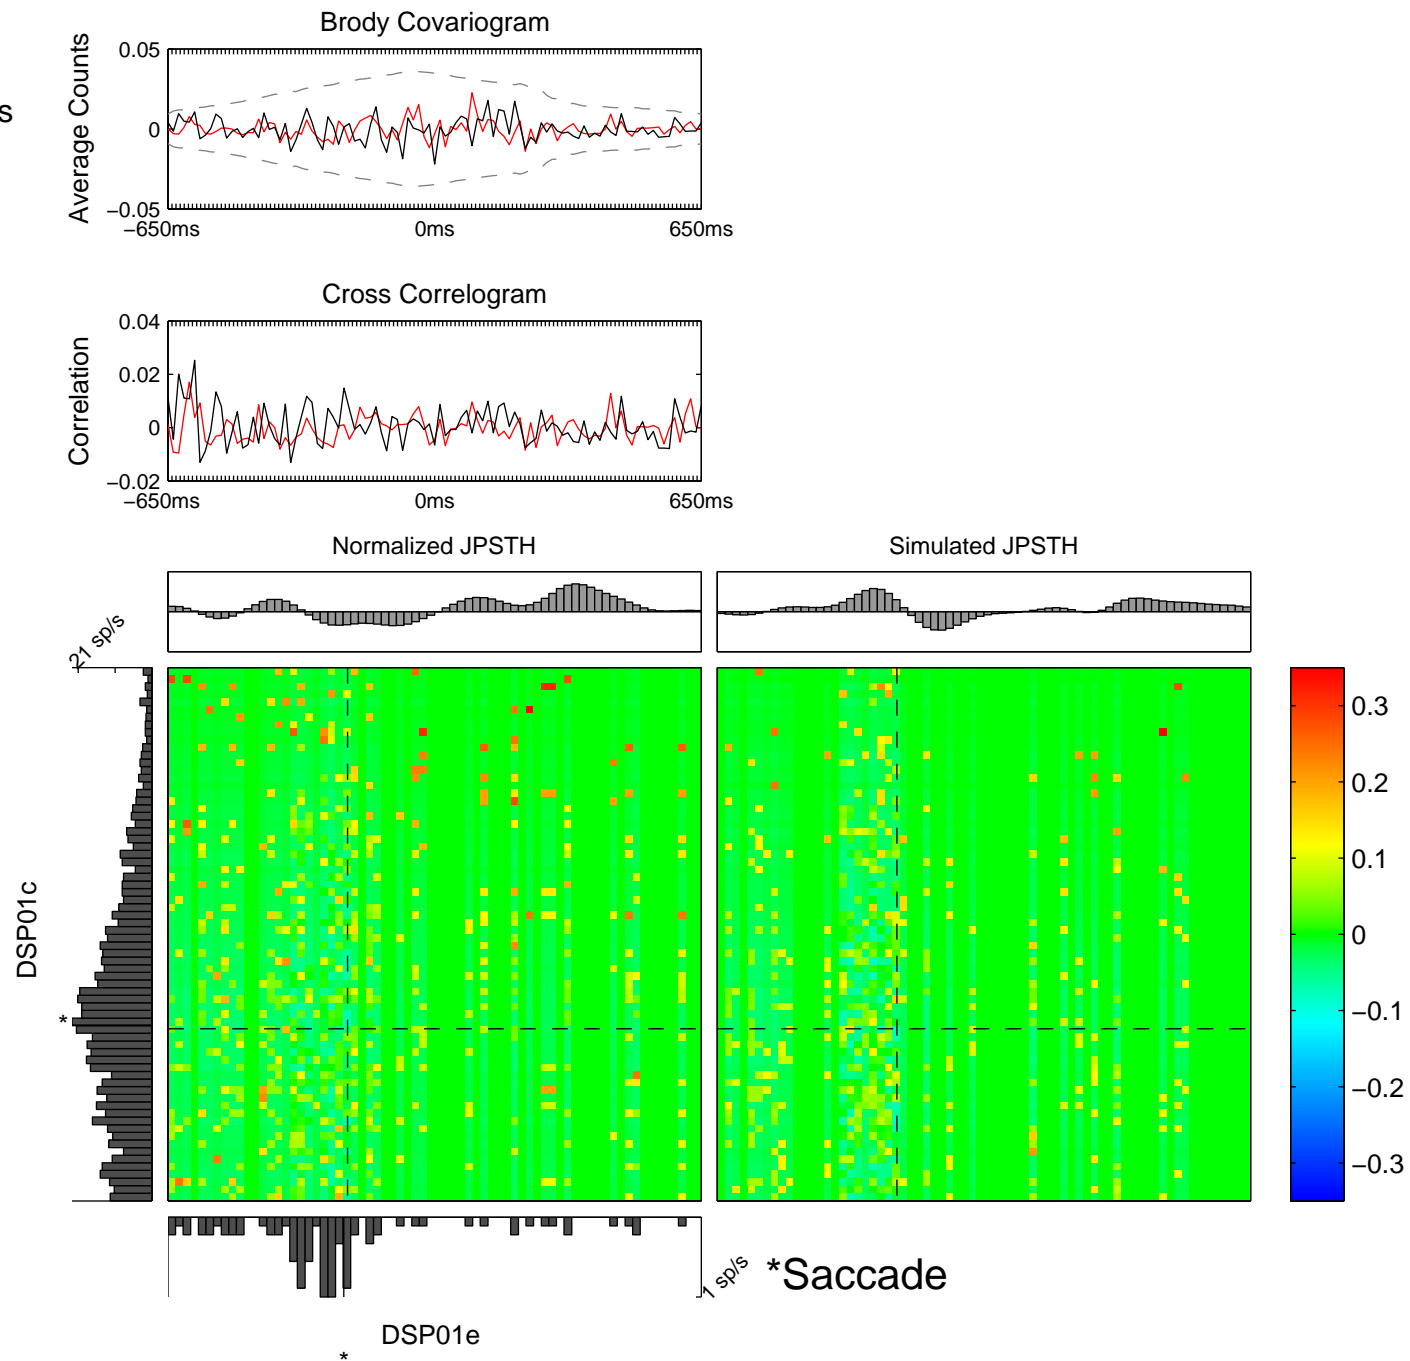 Brody Covariogram
s
Average Counts
0.05
0
−0.05
−650ms 0ms 650ms
Cross Correlogram
Correlation
0.04
0.02
0
−0.02
−650ms 0ms 650ms
Normalized JPSTH
Simulated JPSTH
21 sp/s
DSP01c
*
0.3
0.2
0.1
0
−0.1
−0.2
−0.3
1 sp/s
*Saccade
DSP01e
*